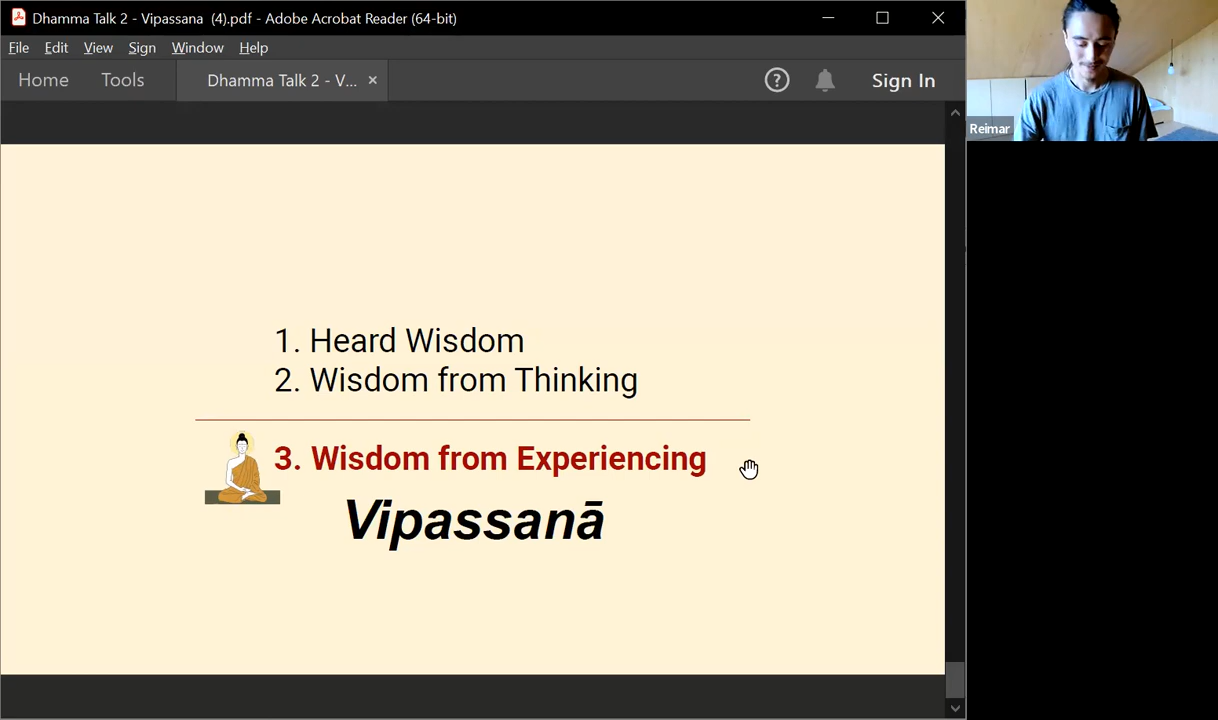 Dhamma Talk 2 - Vipassana (4).pdf - Adobe Acrobat Reader (64-bit)
File Edit View Sign Window Help
Home Tools Dhamma Talk 2 - V... × ? Sign In
Reimar
1. Heard Wisdom
2. Wisdom from Thinking
3. Wisdom from Experiencing
Vipassanā